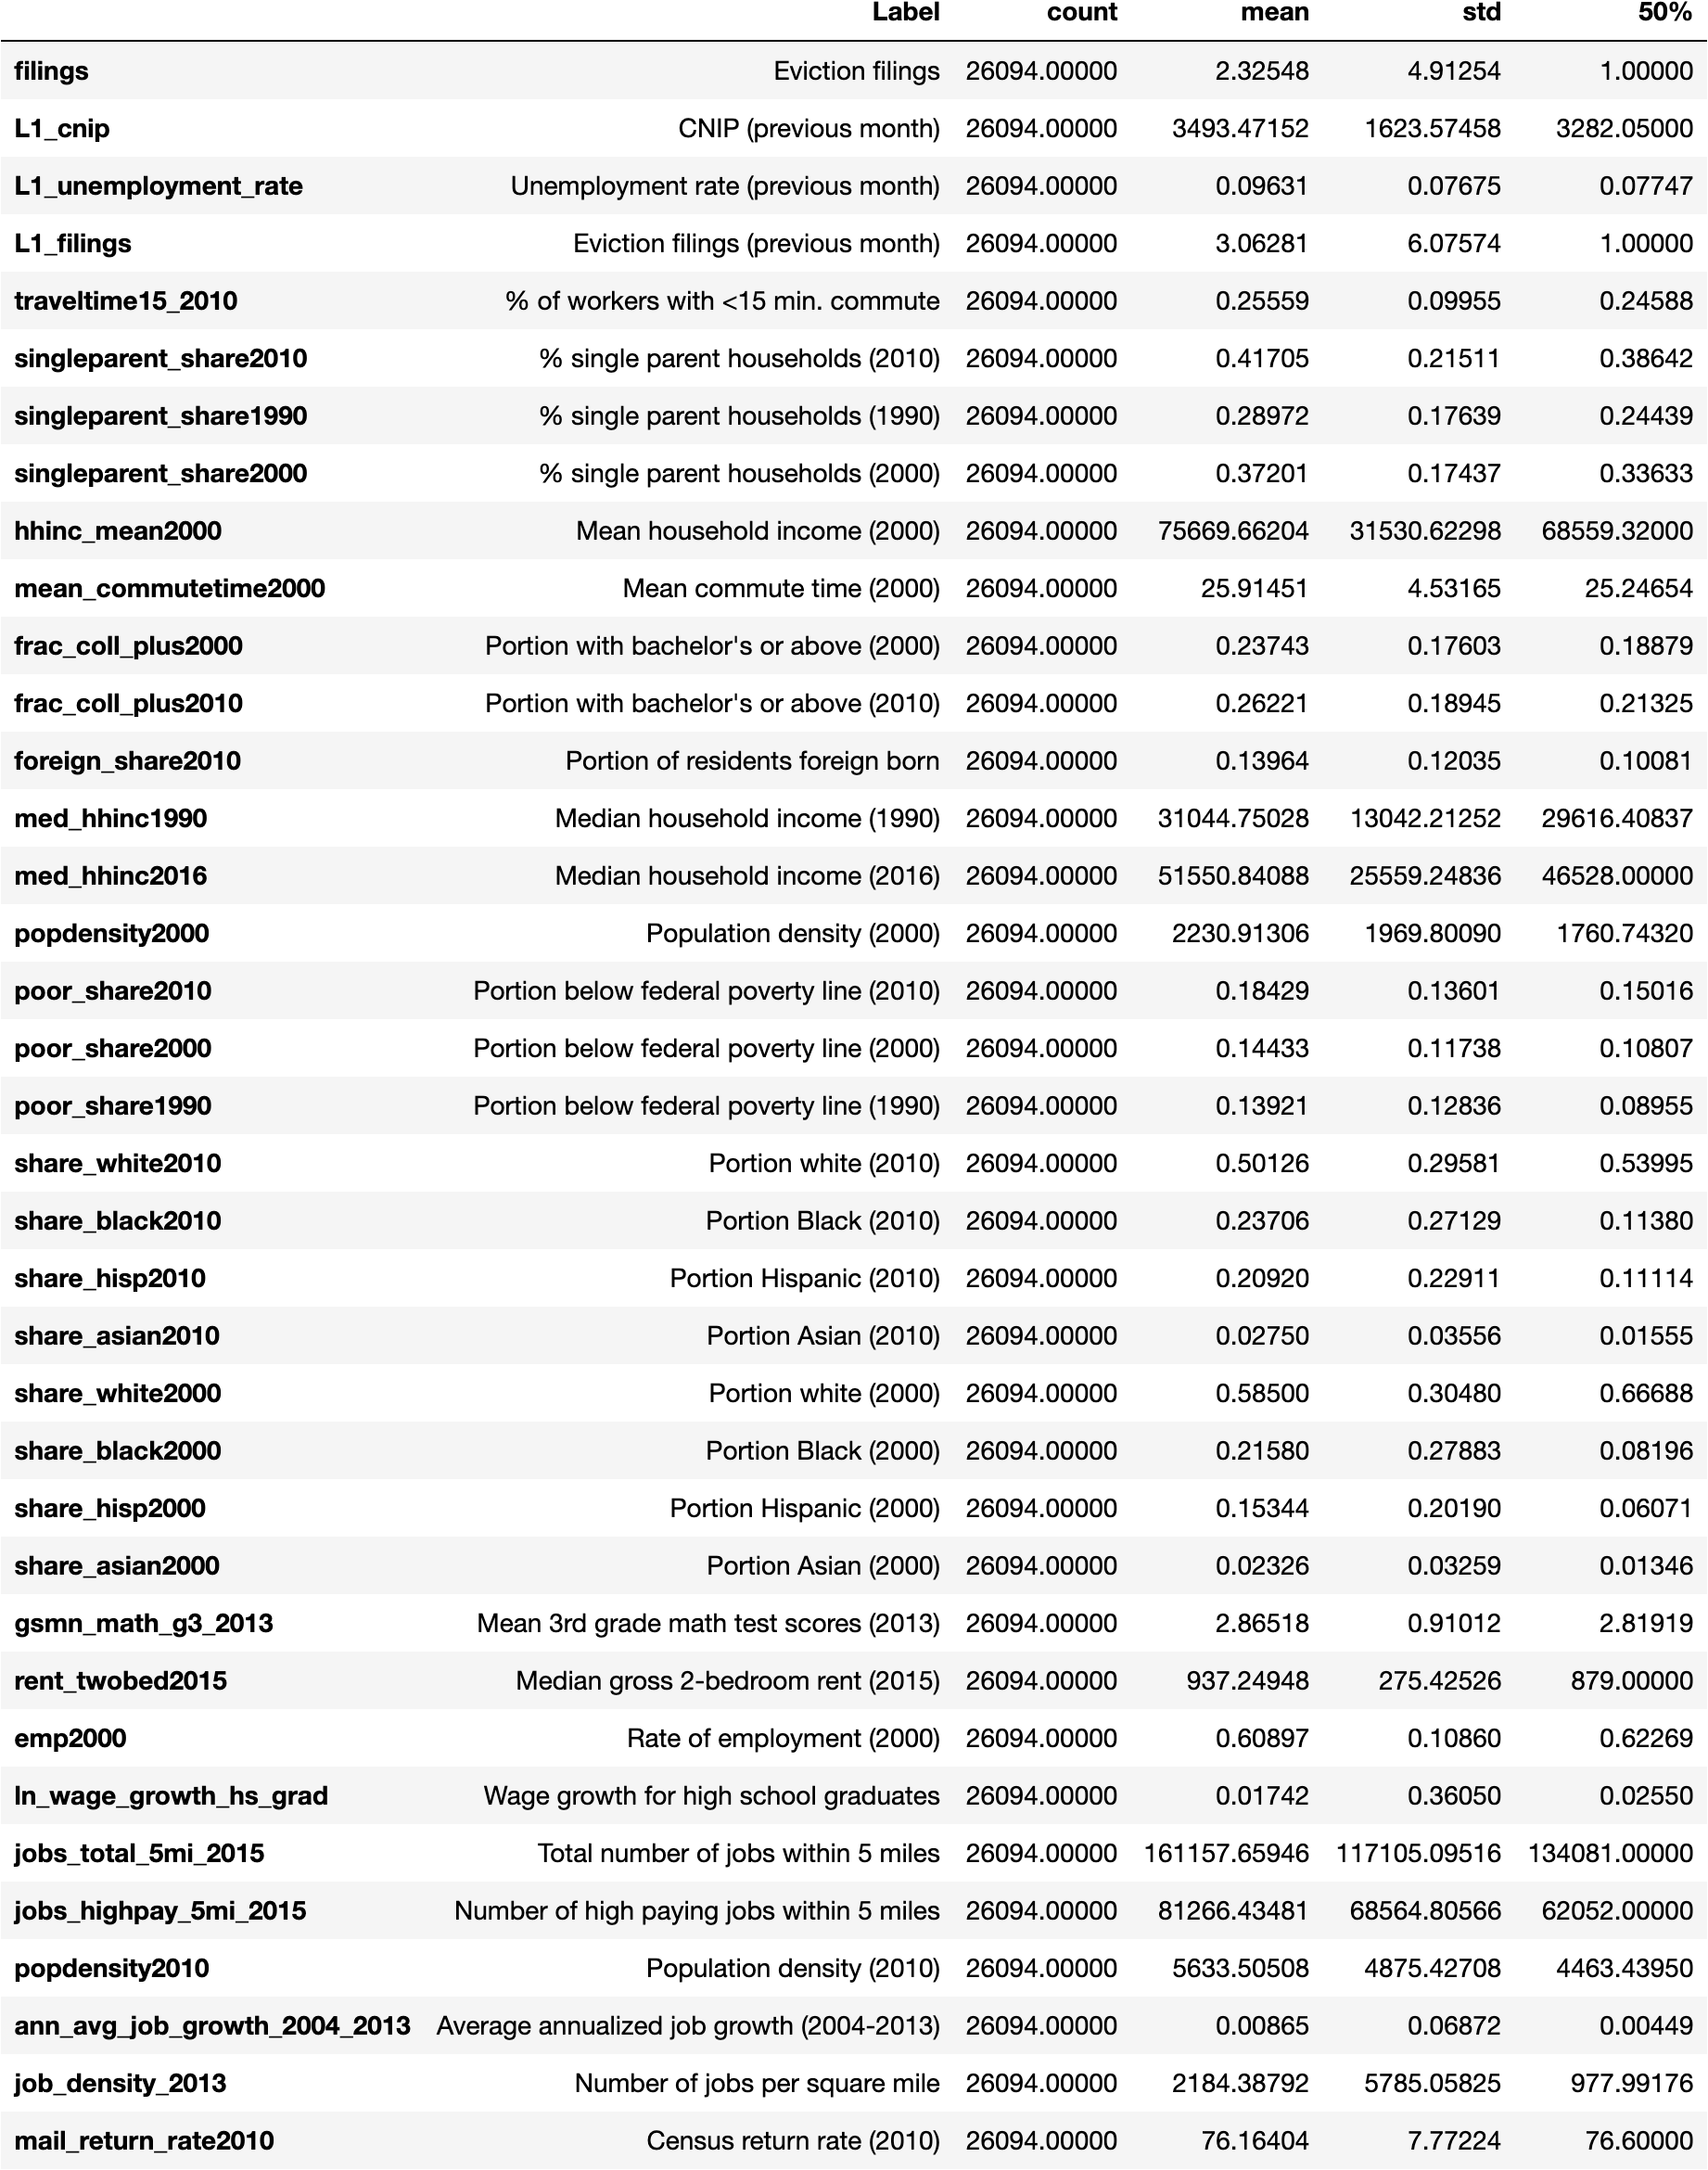 Label count mean std 50%
filings Eviction filings 26094.00000 2.32548 4.91254 1.00000
L1_cnip CNIP (previous month) 26094.00000 3493.47152 1623.57458 3282.05000
L1_unemployment_rate Unemployment rate (previous month) 26094.00000 0.09631 0.07675 0.07747
L1_filings Eviction filings (previous month) 26094.00000 3.06281 6.07574 1.00000
traveltime15_2010 % of workers with <15 min. commute 26094.00000 0.25559 0.09955 0.24588
singleparent_share2010 % single parent households (2010) 26094.00000 0.41705 0.21511 0.38642
singleparent_share1990 % single parent households (1990) 26094.00000 0.28972 0.17639 0.24439
singleparent_share2000 % single parent households (2000) 26094.00000 0.37201 0.17437 0.33633
hhinc_mean2000 Mean household income (2000) 26094.00000 75669.66204 31530.62298 68559.32000
mean_commutetime2000 Mean commute time (2000) 26094.00000 25.91451 4.53165 25.24654
frac_coll_plus2000 Portion with bachelor's or above (2000) 26094.00000 0.23743 0.17603 0.18879
frac_coll_plus2010 Portion with bachelor's or above (2010) 26094.00000 0.26221 0.18945 0.21325
foreign_share2010 Portion of residents foreign born 26094.00000 0.13964 0.12035 0.10081
med_hhinc1990 Median household income (1990) 26094.00000 31044.75028 13042.21252 29616.40837
med_hhinc2016 Median household income (2016) 26094.00000 51550.84088 25559.24836 46528.00000
popdensity2000 Population density (2000) 26094.00000 2230.91306 1969.80090 1760.74320
poor_share2010 Portion below federal poverty line (2010) 26094.00000 0.18429 0.13601 0.15016
poor_share2000 Portion below federal poverty line (2000) 26094.00000 0.14433 0.11738 0.10807
poor_share1990 Portion below federal poverty line (1990) 26094.00000 0.13921 0.12836 0.08955
share_white2010 Portion white (2010) 26094.00000 0.50126 0.29581 0.53995
share_black2010 Portion Black (2010) 26094.00000 0.23706 0.27129 0.11380
share_hisp2010 Portion Hispanic (2010) 26094.00000 0.20920 0.22911 0.11114
share_asian2010 Portion Asian (2010) 26094.00000 0.02750 0.03556 0.01555
share_white2000 Portion white (2000) 26094.00000 0.58500 0.30480 0.66688
share_black2000 Portion Black (2000) 26094.00000 0.21580 0.27883 0.08196
share_hisp2000 Portion Hispanic (2000) 26094.00000 0.15344 0.20190 0.06071
share_asian2000 Portion Asian (2000) 26094.00000 0.02326 0.03259 0.01346
gsmn_math_g3_2013 Mean 3rd grade math test scores (2013) 26094.00000 2.86518 0.91012 2.81919
rent_twobed2015 Median gross 2-bedroom rent (2015) 26094.00000 937.24948 275.42526 879.00000
emp2000 Rate of employment (2000) 26094.00000 0.60897 0.10860 0.62269
ln_wage_growth_hs_grad Wage growth for high school graduates 26094.00000 0.01742 0.36050 0.02550
jobs_total_5mi_2015 Total number of jobs within 5 miles 26094.00000 161157.65946 117105.09516 134081.00000
jobs_highpay_5mi_2015 Number of high paying jobs within 5 miles 26094.00000 81266.43481 68564.80566 62052.00000
popdensity2010 Population density (2010) 26094.00000 5633.50508 4875.42708 4463.43950
ann_avg_job_growth_2004_2013 Average annualized job growth (2004-2013) 26094.00000 0.00865 0.06872 0.00449
job_density_2013 Number of jobs per square mile 26094.00000 2184.38792 5785.05825 977.99176
mail_return_rate2010 Census return rate (2010) 26094.00000 76.16404 7.77224 76.60000